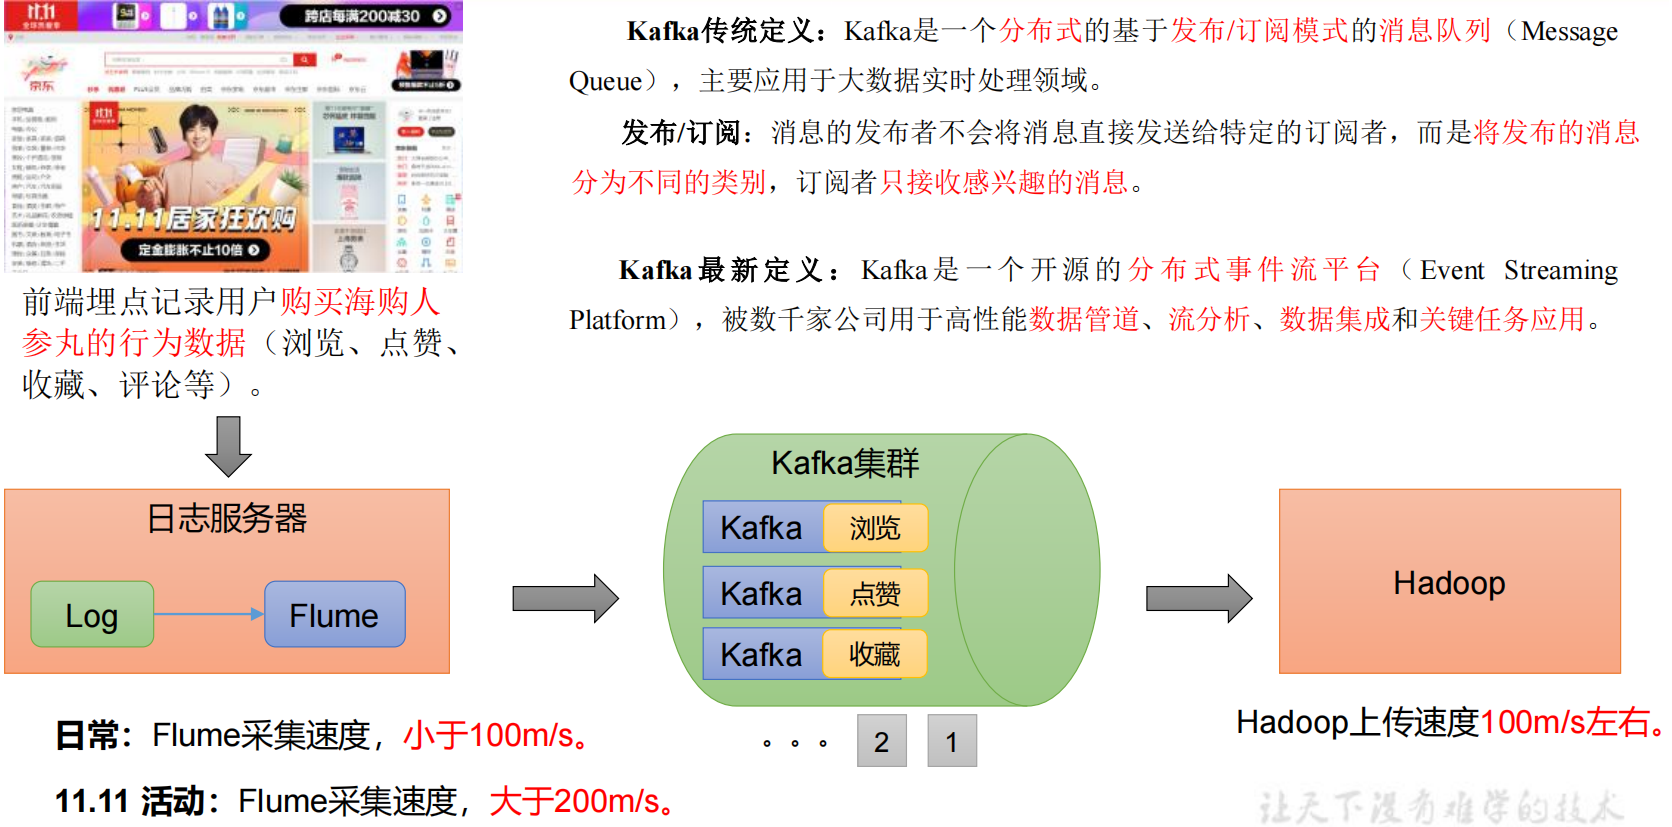 11.11
跨店每满200减30
京东
11.11
11.11居家狂欢购
定金膨胀不止10倍
前端埋点记录用户购买海购人
参丸的行为数据（浏览、点赞、
收藏、评论等）。
Kafka传统定义：Kafka是一个分布式的基于发布/订阅模式的消息队列（Message
Queue），主要应用于大数据实时处理领域。
发布/订阅：消息的发布者不会将消息直接发送给特定的订阅者，而是将发布的消息
分为不同的类别，订阅者只接收感兴趣的消息。
Kafka最新定义：Kafka是一个开源的分布式事件流平台（Event Streaming
Platform），被数千家公司用于高性能数据管道、流分析、数据集成和关键任务应用。
日志服务器
Log
Flume
Kafka集群
Kafka 浏览
Kafka 点赞
Kafka 收藏
Hadoop
日常：Flume采集速度，小于100m/s。
11.11 活动：Flume采集速度，大于200m/s。
。。。 2 1
Hadoop上传速度100m/s左右。
让天下没有难学的技术